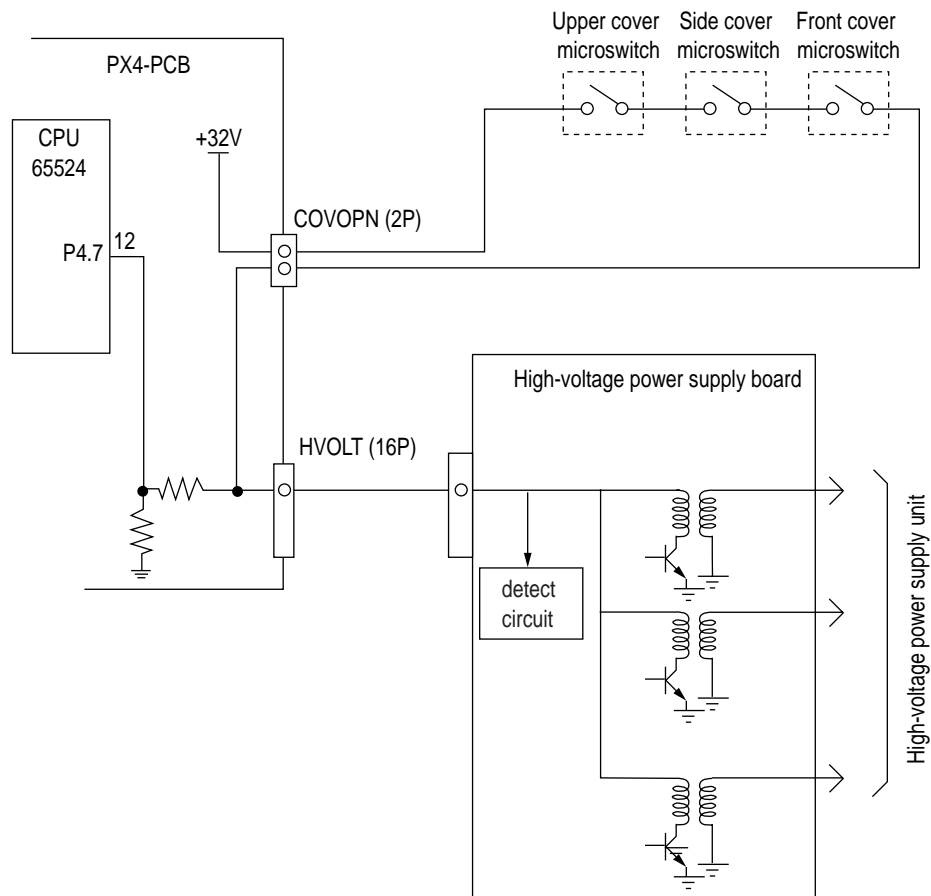 Upper cover
microswitch
Side cover
microswitch
Front cover
microswitch
PX4-PCB
CPU
65524
+32V
COVOPN (2P)
P4.7
12
High-voltage power supply board
HVOLT (16P)
detect
circuit
High-voltage power supply unit